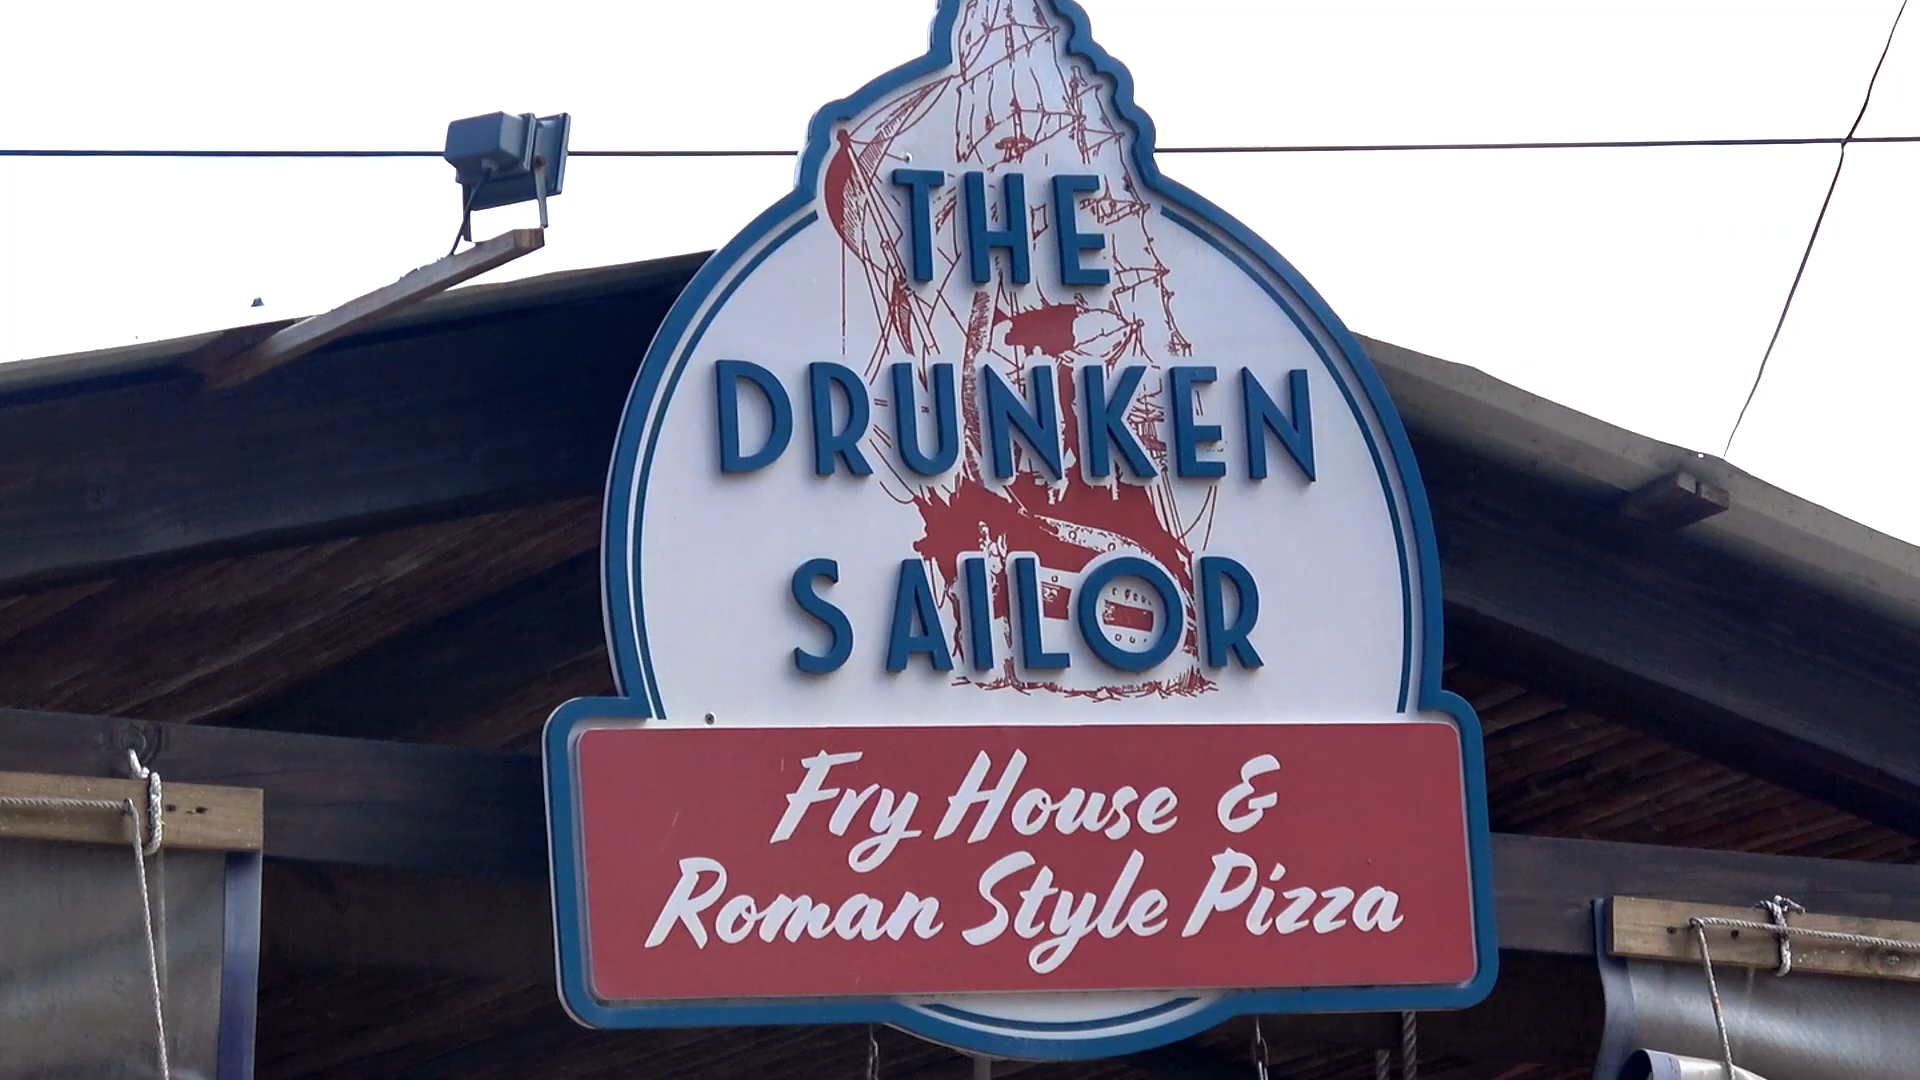 THE
DRUNKEN
SAILOR
Fry House &
Roman Style Pizza